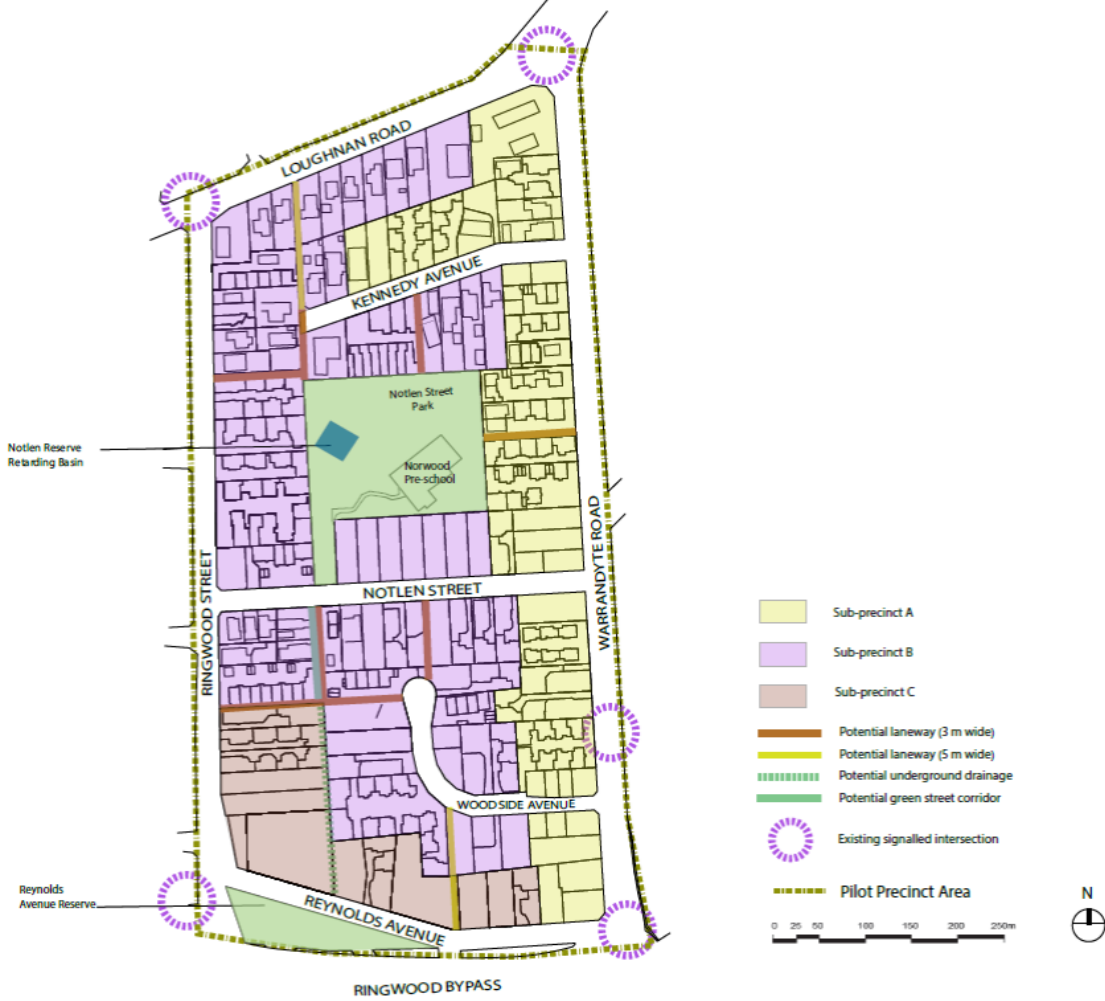 LOUGHNAN ROAD
KENNEDY AVENUE
Notlen Street
Park
Notlen Reserve
Retarding Basin
Norwood
Pre-school
WARRANDYTE ROAD
RINGWOOD STREET
NOTLEN STREET
WOODSIDE AVENUE
Reynolds
Avenue Reserve
REYNOLDS AVENUE
RINGWOOD BYPASS
Sub-precinct A
Sub-precinct B
Sub-precinct C
Potential laneway (3 m wide)
Potential laneway (5 m wide)
Potential underground drainage
Potential green street corridor
Existing signalled intersection
Pilot Precinct Area
N
0 25 50 100 150 200 250m